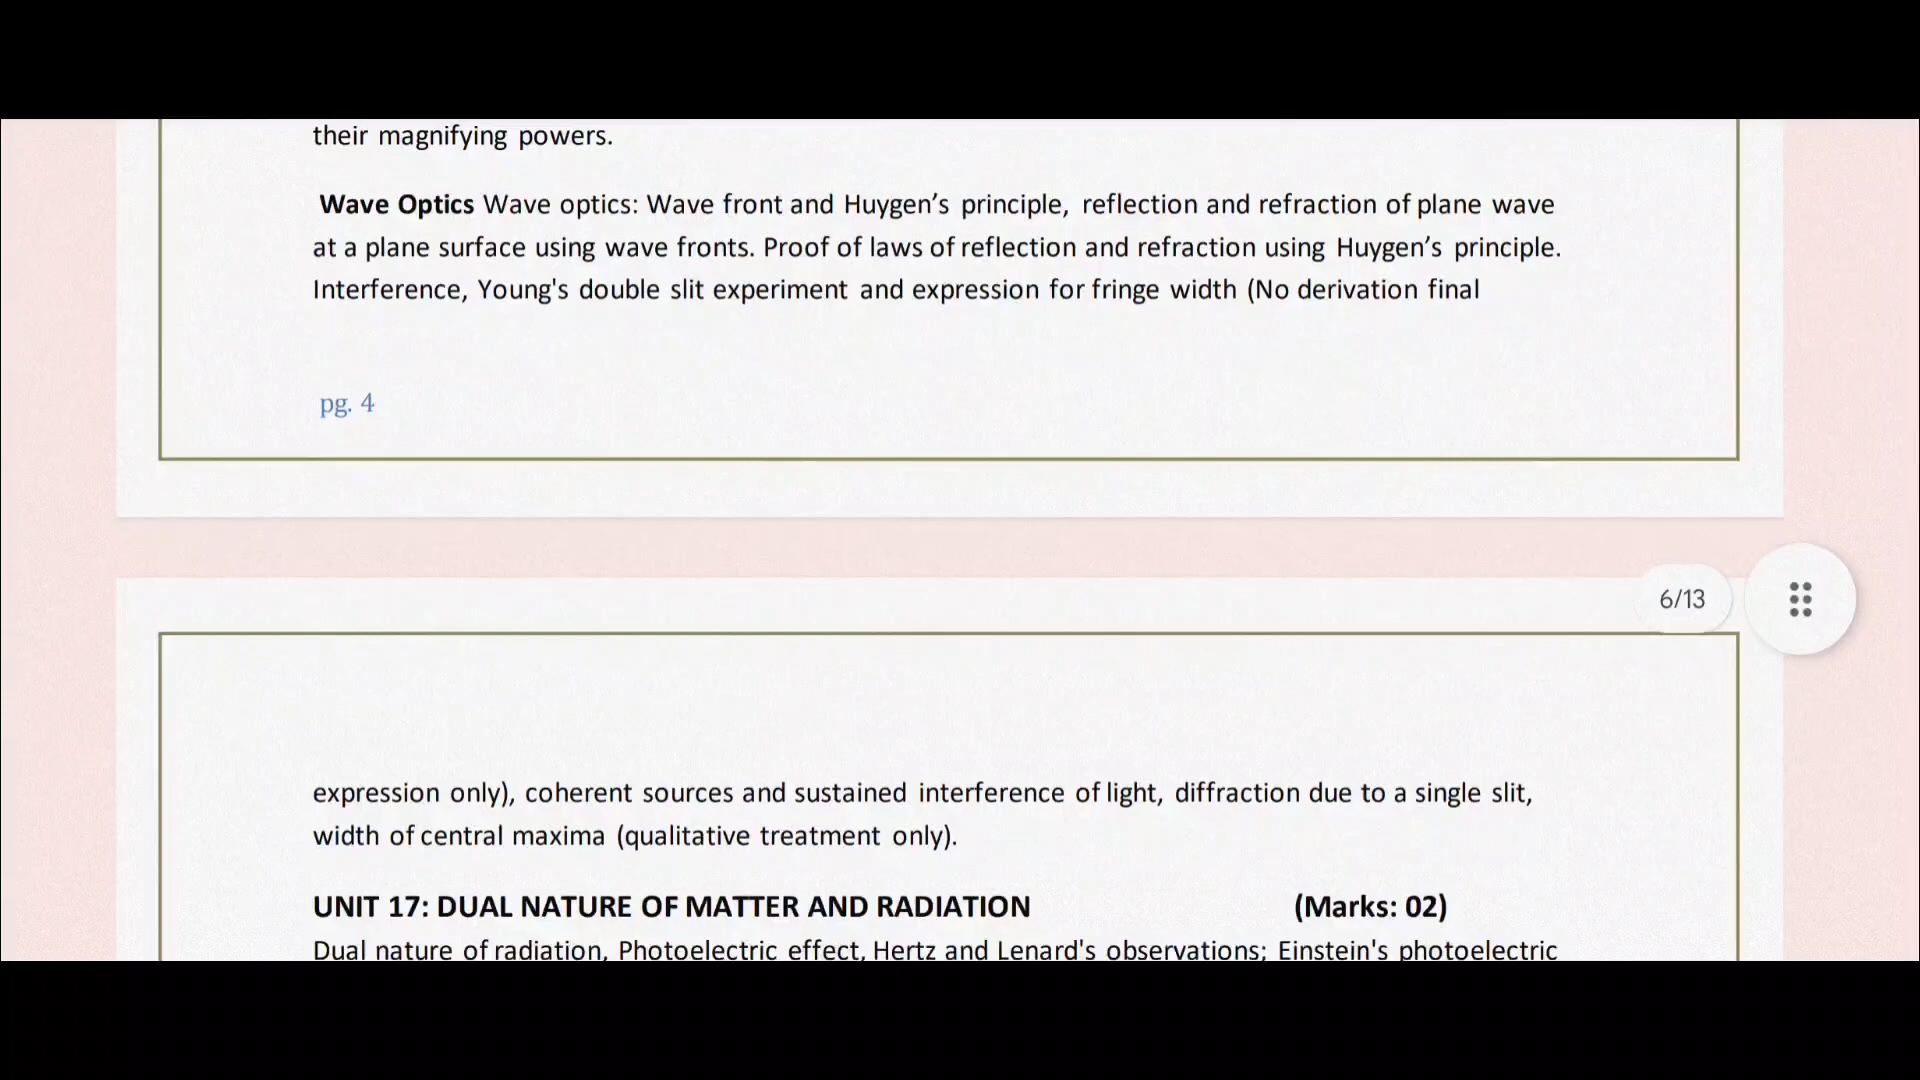 their magnifying powers.
Wave Optics Wave optics: Wave front and Huygen’s principle, reflection and refraction of plane wave
at a plane surface using wave fronts. Proof of laws of reflection and refraction using Huygen’s principle.
Interference, Young's double slit experiment and expression for fringe width (No derivation final
pg. 4
6/13
expression only), coherent sources and sustained interference of light, diffraction due to a single slit,
width of central maxima (qualitative treatment only).
UNIT 17: DUAL NATURE OF MATTER AND RADIATION (Marks: 02)
Dual nature of radiation, Photoelectric effect, Hertz and Lenard's observations; Einstein's photoelectric